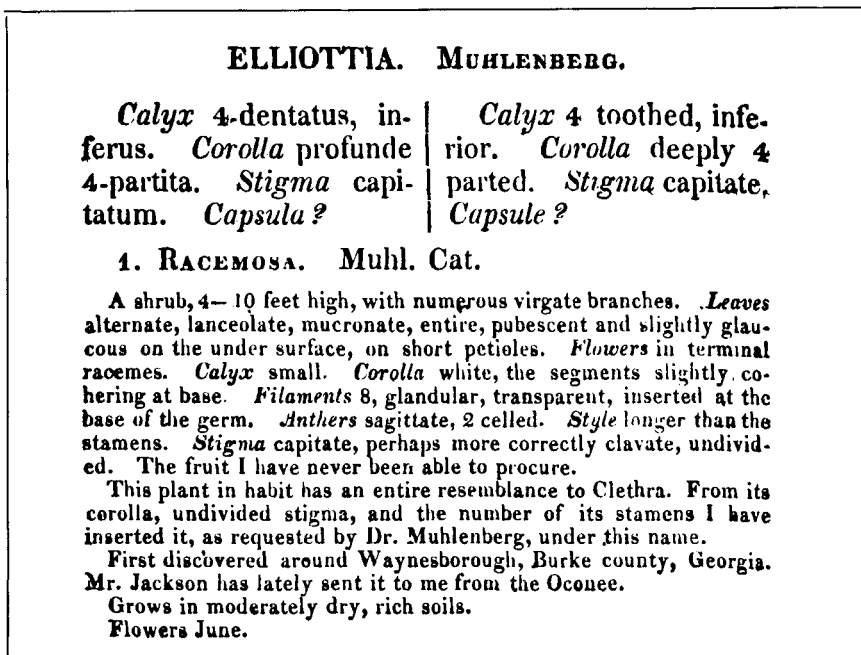 ELLIOTTIA. MUHLENBERG.
Calyx 4-dentatus, in-
ferus. Corolla profunde
4-partita. Stigma capi-
tatum. Capsula?
Calyx 4 toothed, infe-
rior. Corolla deeply 4
parted. Stigma capitate,
Capsule?
1. RACEMOSA. Muhl. Cat.
A shrub, 4—10 feet high, with numerous virgate branches. Leaves
alternate, lanceolate, mucronate, entire, pubescent and slightly glau-
cous on the under surface, on short petioles. Flowers in terminal
racemes. Calyx small. Corolla white, the segments slightly co-
hering at base. Filaments 8, glandular, transparent, inserted at the
base of the germ. Anthers sagittate, 2 celled. Style longer than the
stamens. Stigma capitate, perhaps more correctly clavate, undivid-
ed. The fruit I have never been able to procure.
This plant in habit has an entire resemblance to Clethra. From its
corolla, undivided stigma, and the number of its stamens I have
inserted it, as requested by Dr. Muhlenberg, under this name.
First discovered around Waynesborough, Burke county, Georgia.
Mr. Jackson has lately sent it to me from the Oconee.
Grows in moderately dry, rich soils.
Flowers June.